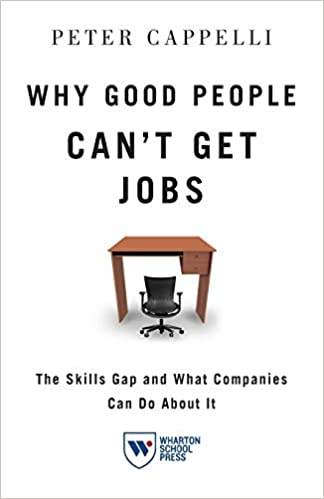 PETER CAPPELLI
WHY GOOD PEOPLE
CAN'T GET
JOBS
The Skills Gap and What Companies
Can Do About It
W
WHARTON
SCHOOL
PRESS